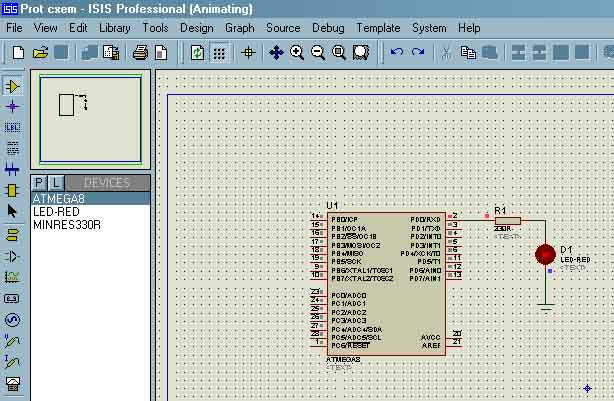 ISIS Prot cxem - ISIS Professional (Animating)
File View Edit Library Tools Design Graph Source Debug Template System Help
LBL
P L DEVICES
ATMEGA8
LED-RED
MINRES330R
U1
14 PB0/ICP PD0/RXD 2
15 PB1/OC1A PD1/TXD 3
16 PB2/SS/OC1B PD2/INT0 4
17 PB3/MOSI/OC2 PD3/INT1 5
18 PB4/MISO PD4/XCK/T0 6
19 PB5/SCK PD5/T1 11
9 PB6/XTAL1/TOSC1 PD6/AIN0 12
10 PB7/XTAL2/TOSC2 PD7/AIN1 13
23 PC0/ADC0
24 PC1/ADC1
25 PC2/ADC2
26 PC3/ADC3
27 PC4/ADC4/SDA
28 PC5/ADC5/SCL AVCC 20
1 PC6/RESET AREF 21
ATMEGA8
<TEXT>
R1
330R
<TEXT>
D1
LED-RED
<TEXT>